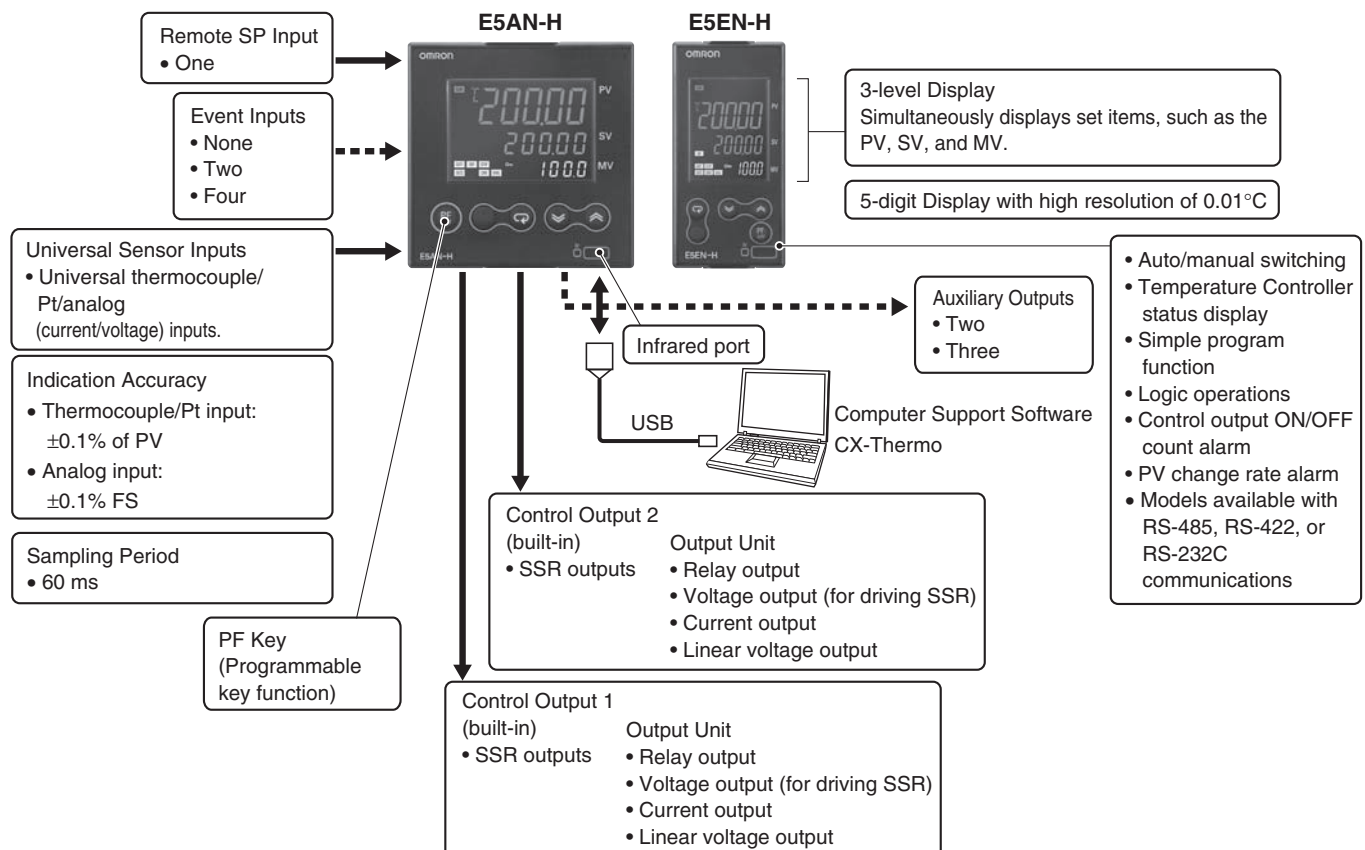 E5AN-H
E5EN-H
Remote SP Input
• One
Event Inputs
• None
• Two
• Four
Universal Sensor Inputs
• Universal thermocouple/
Pt/analog
(current/voltage) inputs.
Indication Accuracy
• Thermocouple/Pt input:
±0.1% of PV
• Analog input:
±0.1% FS
Sampling Period
• 60 ms
PF Key
(Programmable
key function)
OMRON
°C 200.00 PV
200.00 SV
100.0 MV
PF
E5AN-H
OMRON
200.00 PV
200.00 SV
100.0 MV
PF
E5EN-H
3-level Display
Simultaneously displays set items, such as the
PV, SV, and MV.
5-digit Display with high resolution of 0.01°C
• Auto/manual switching
• Temperature Controller
status display
• Simple program
function
• Logic operations
• Control output ON/OFF
count alarm
• PV change rate alarm
• Models available with
RS-485, RS-422, or
RS-232C
communications
Auxiliary Outputs
• Two
• Three
Infrared port
USB
Computer Support Software
CX-Thermo
Control Output 2
(built-in)
• SSR outputs
Output Unit
• Relay output
• Voltage output (for driving SSR)
• Current output
• Linear voltage output
Control Output 1
(built-in)
• SSR outputs
Output Unit
• Relay output
• Voltage output (for driving SSR)
• Current output
• Linear voltage output